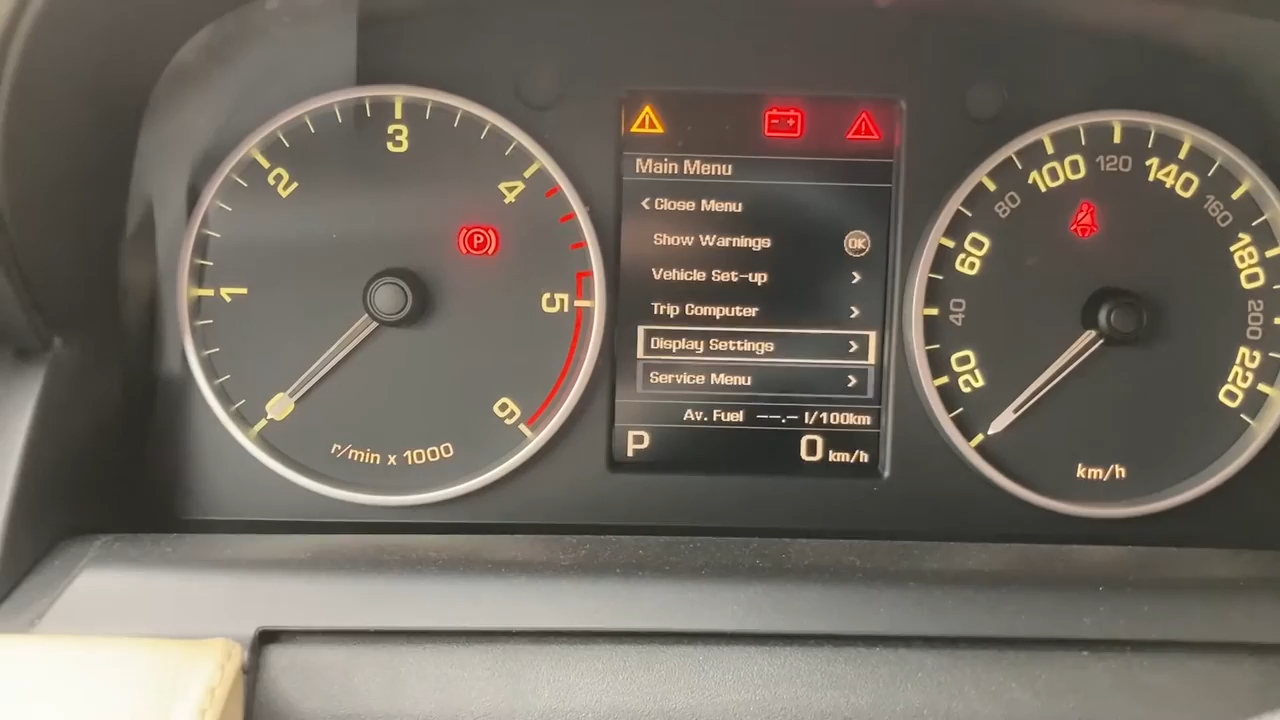 1
2
3
4
5
6
r/min x 1000
P
Main Menu
< Close Menu
Show Warnings OK
Vehicle Set-up >
Trip Computer >
Display Settings >
Service Menu >
Av. Fuel --.- l/100km
P 0 km/h
20
40
60
80
100
120
140
160
180
200
220
km/h